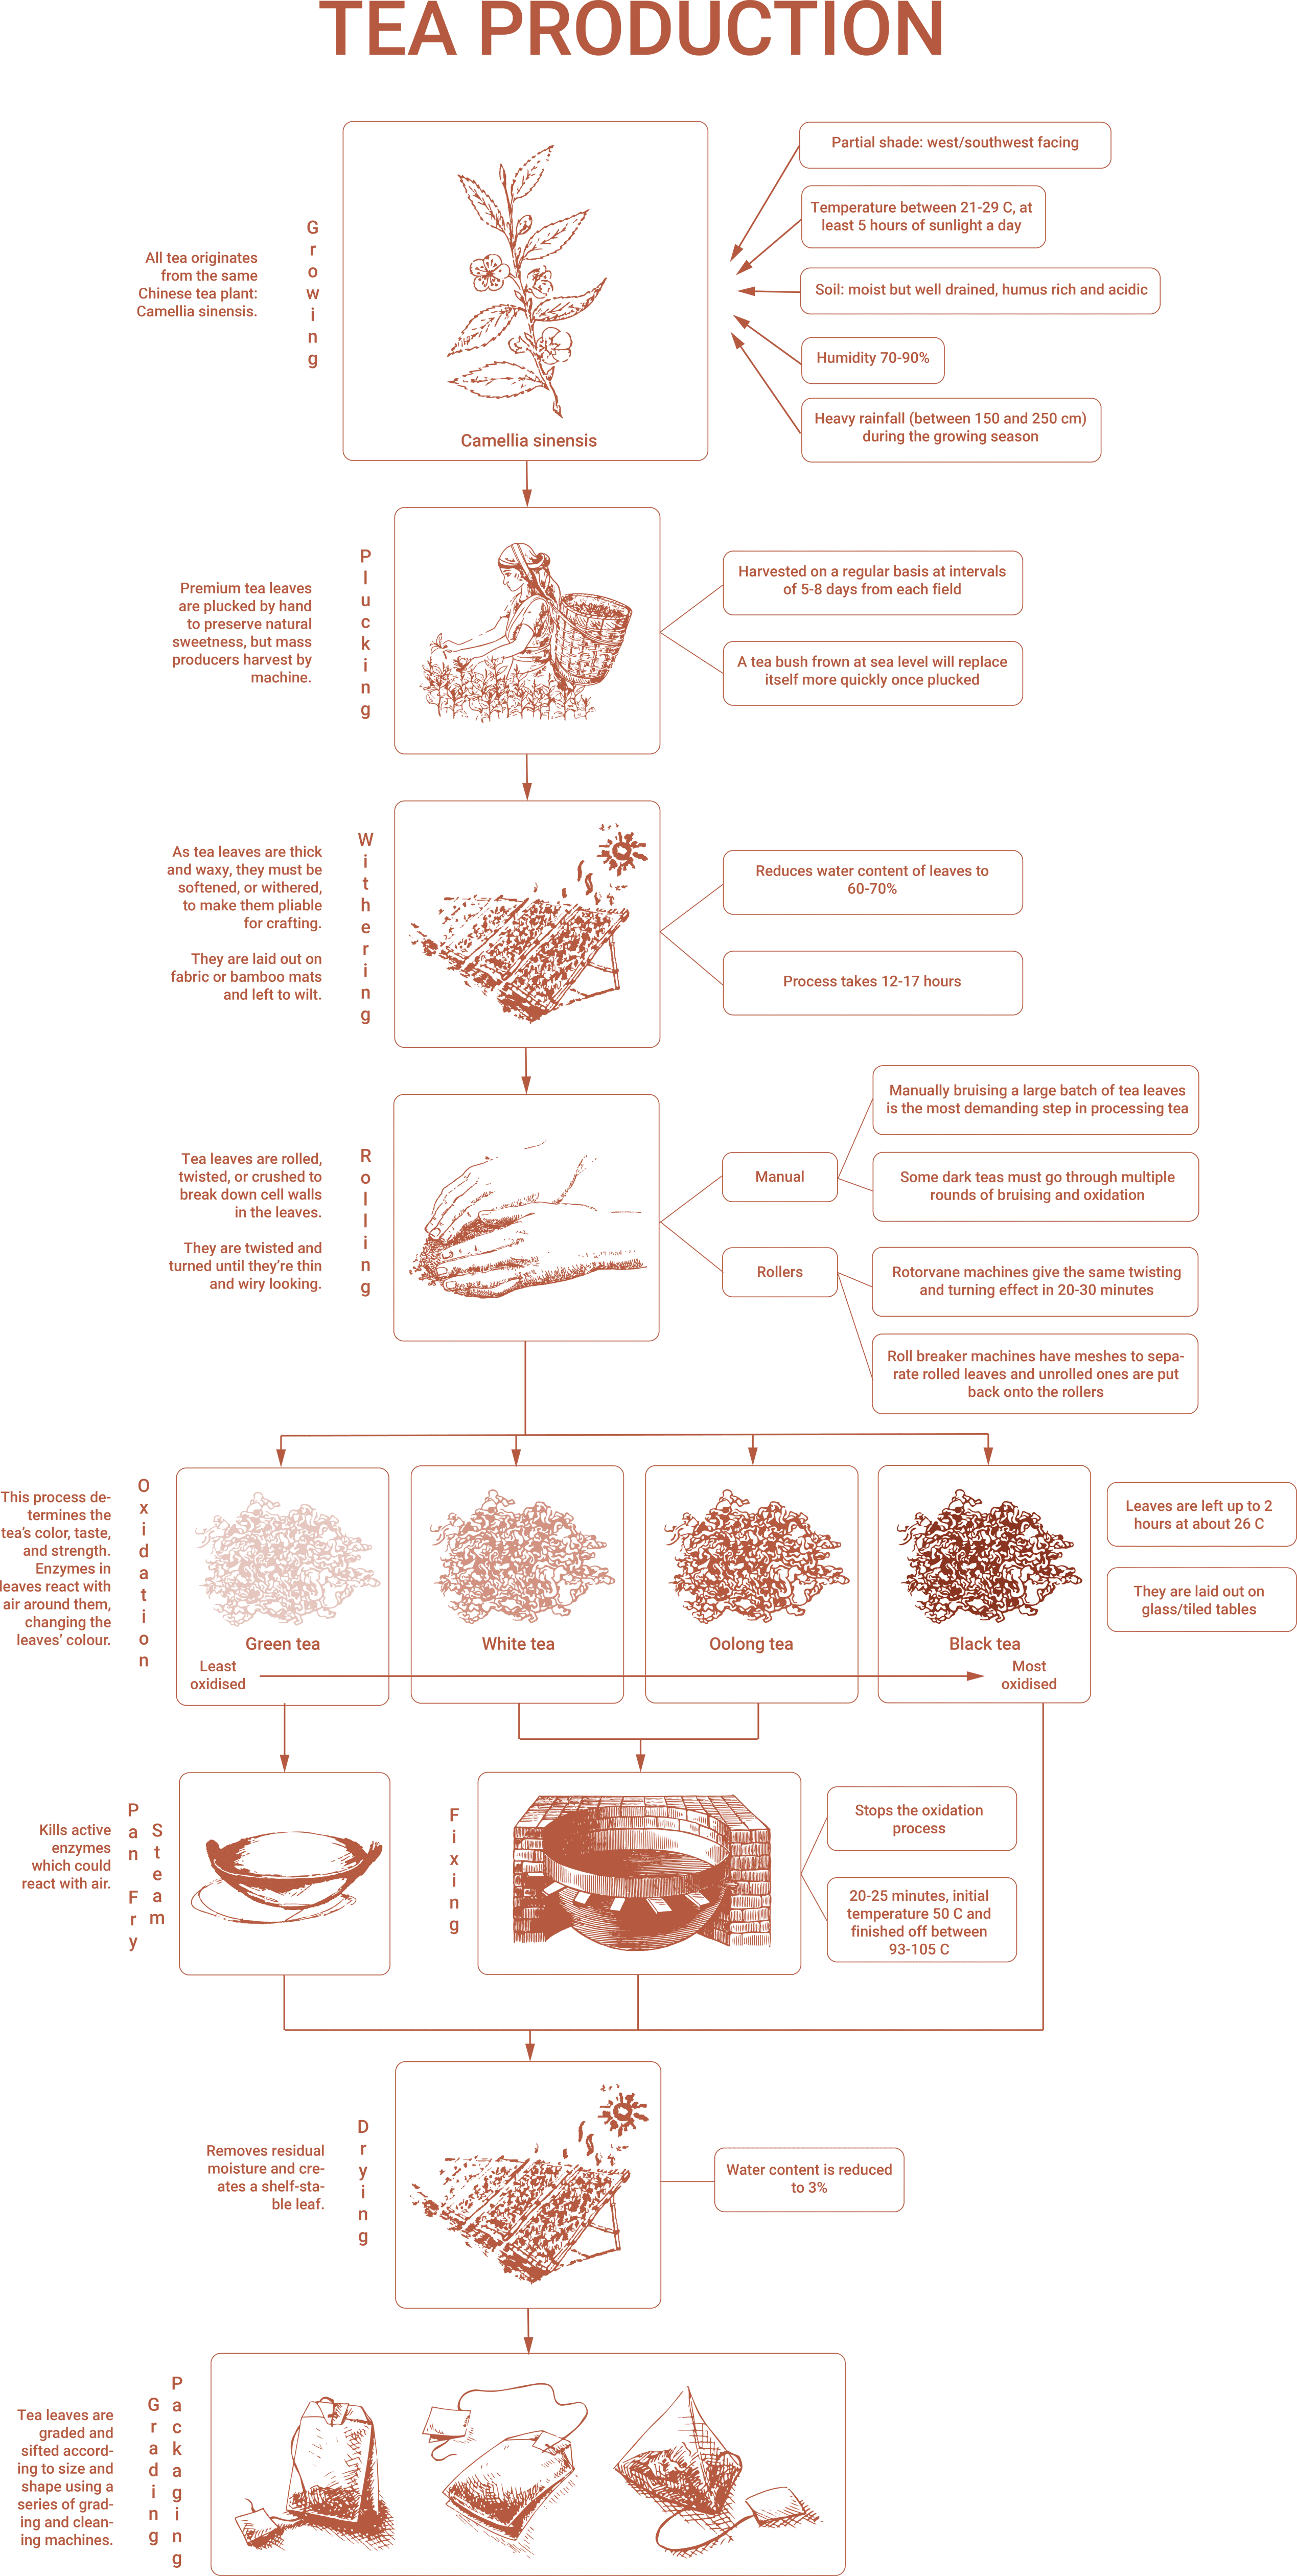 TEA PRODUCTION
All tea originates
from the same
Chinese tea plant:
Camellia sinensis.
Growing
Camellia sinensis
Partial shade: west/southwest facing
Temperature between 21-29 C, at
least 5 hours of sunlight a day
Soil: moist but well drained, humus rich and acidic
Humidity 70-90%
Heavy rainfall (between 150 and 250 cm)
during the growing season
Premium tea leaves
are plucked by hand
to preserve natural
sweetness, but mass
producers harvest by
machine.
Plucking
Harvested on a regular basis at intervals
of 5-8 days from each field
A tea bush frown at sea level will replace
itself more quickly once plucked
As tea leaves are thick
and waxy, they must be
softened, or withered,
to make them pliable
for crafting.
They are laid out on
fabric or bamboo mats
and left to wilt.
Withering
Reduces water content of leaves to
60-70%
Process takes 12-17 hours
Tea leaves are rolled,
twisted, or crushed to
break down cell walls
in the leaves.
They are twisted and
turned until they're thin
and wiry looking.
Rolling
Manual
Manually bruising a large batch of tea leaves
is the most demanding step in processing tea
Some dark teas must go through multiple
rounds of bruising and oxidation
Rollers
Rotorvane machines give the same twisting
and turning effect in 20-30 minutes
Roll breaker machines have meshes to sepa-
rate rolled leaves and unrolled ones are put
back onto the rollers
This process de-
termines the
tea's color, taste,
and strength.
Enzymes in
leaves react with
air around them,
changing the
leaves' colour.
Oxidation
Green tea
White tea
Oolong tea
Black tea
Least
oxidised
Most
oxidised
Leaves are left up to 2
hours at about 26 C
They are laid out on
glass/tiled tables
Kills active
enzymes
which could
react with air.
Pan Fry
Steam
Fixing
Stops the oxidation
process
20-25 minutes, initial
temperature 50 C and
finished off between
93-105 C
Removes residual
moisture and cre-
ates a shelf-sta-
ble leaf.
Drying
Water content is reduced
to 3%
Tea leaves are
graded and
sifted accord-
ing to size and
shape using a
series of grad-
ing and clean-
ing machines.
Grading
Packaging